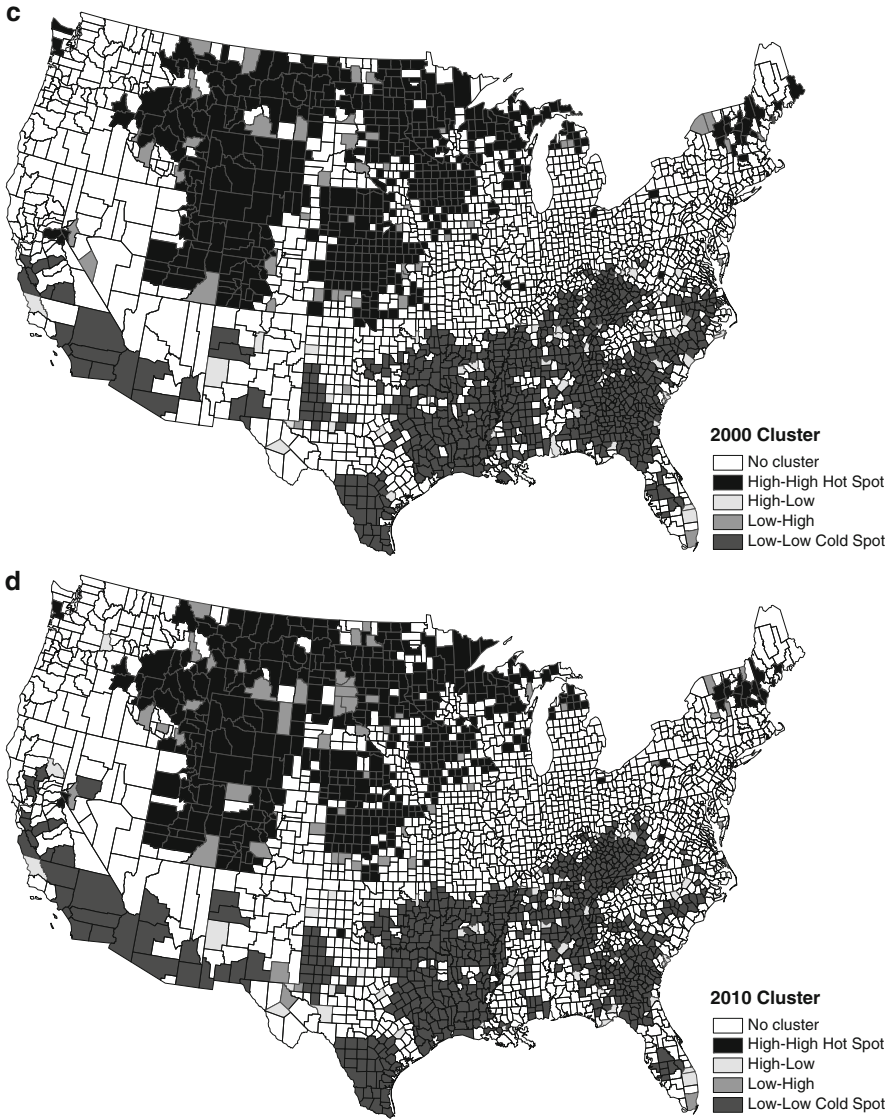 c
2000 Cluster
No cluster
High-High Hot Spot
High-Low
Low-High
Low-Low Cold Spot
d
2010 Cluster
No cluster
High-High Hot Spot
High-Low
Low-High
Low-Low Cold Spot